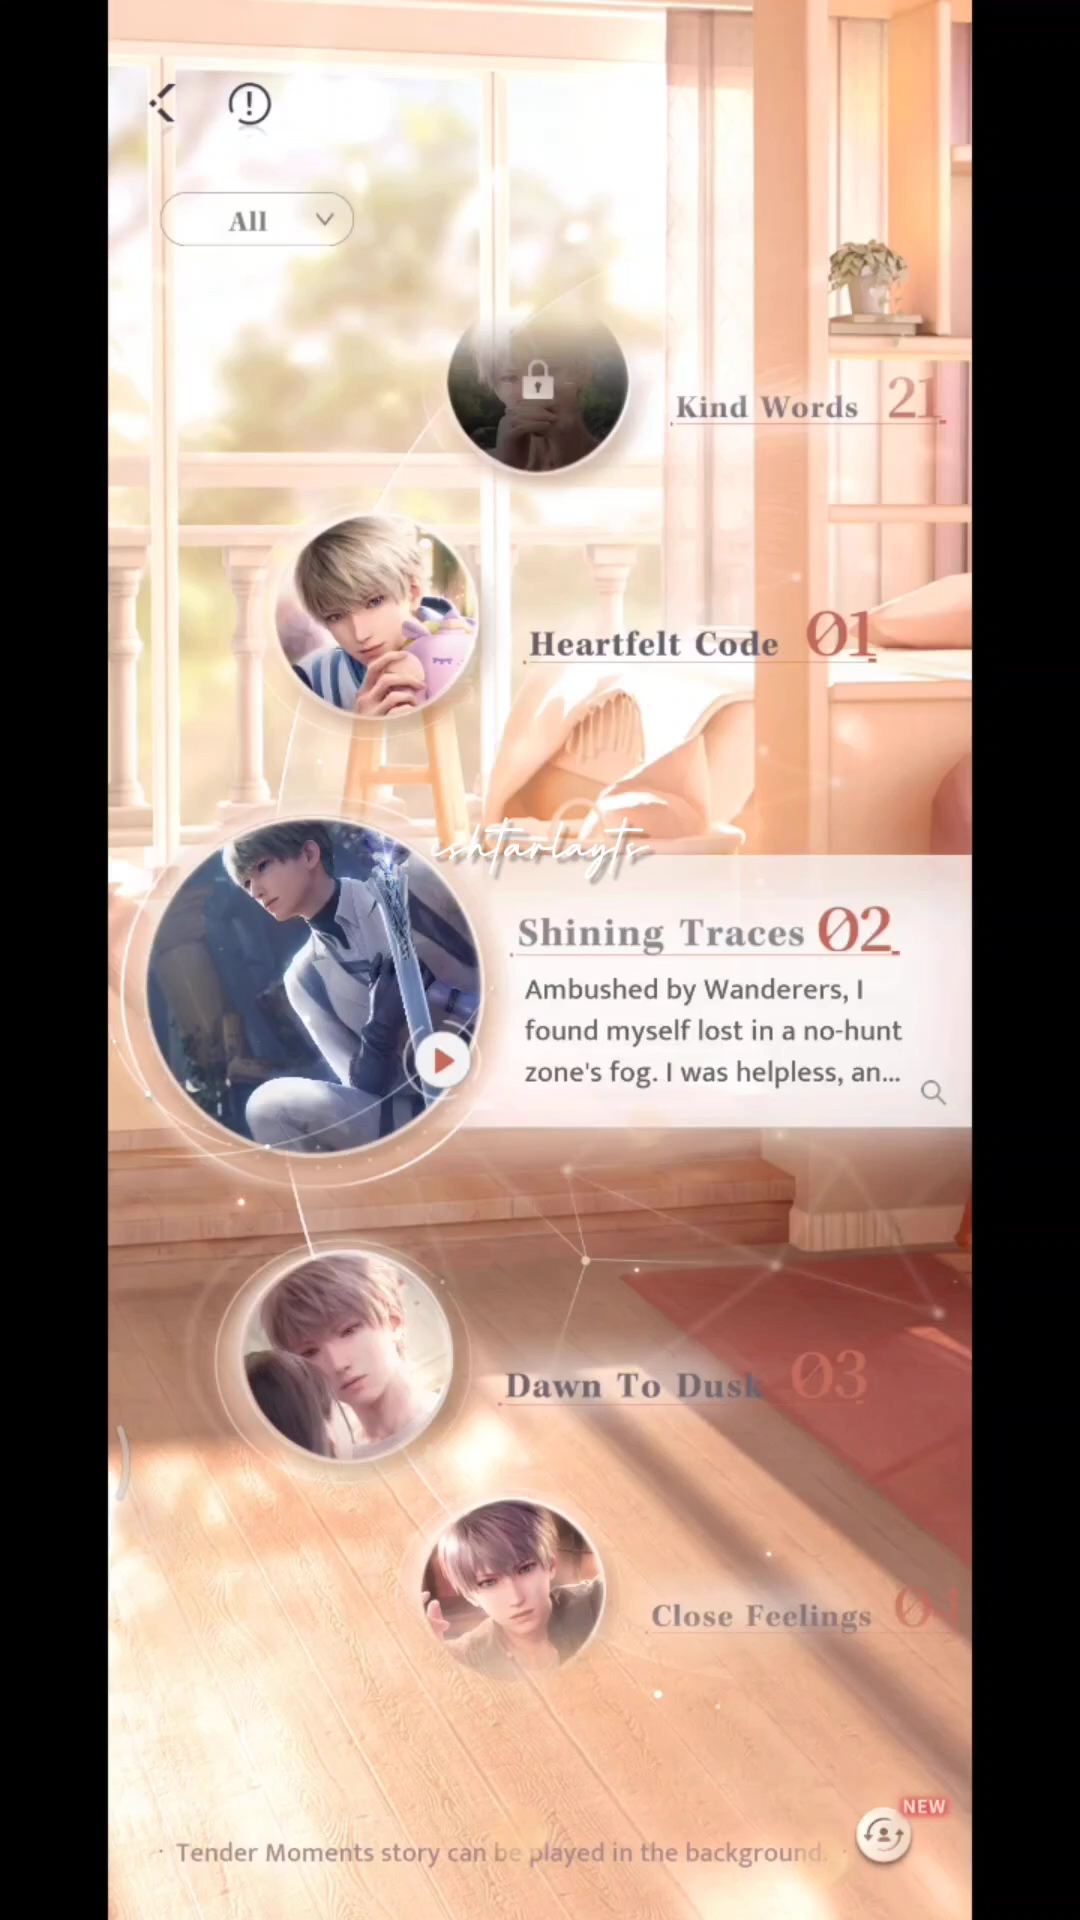 All
Kind Words 21
Heartfelt Code 01
ishtarlayts
Shining Traces 02
Ambushed by Wanderers, I
found myself lost in a no-hunt
zone's fog. I was helpless, an...
Dawn To Dusk 03
Close Feelings 04
NEW
· Tender Moments story can be played in the background. ·